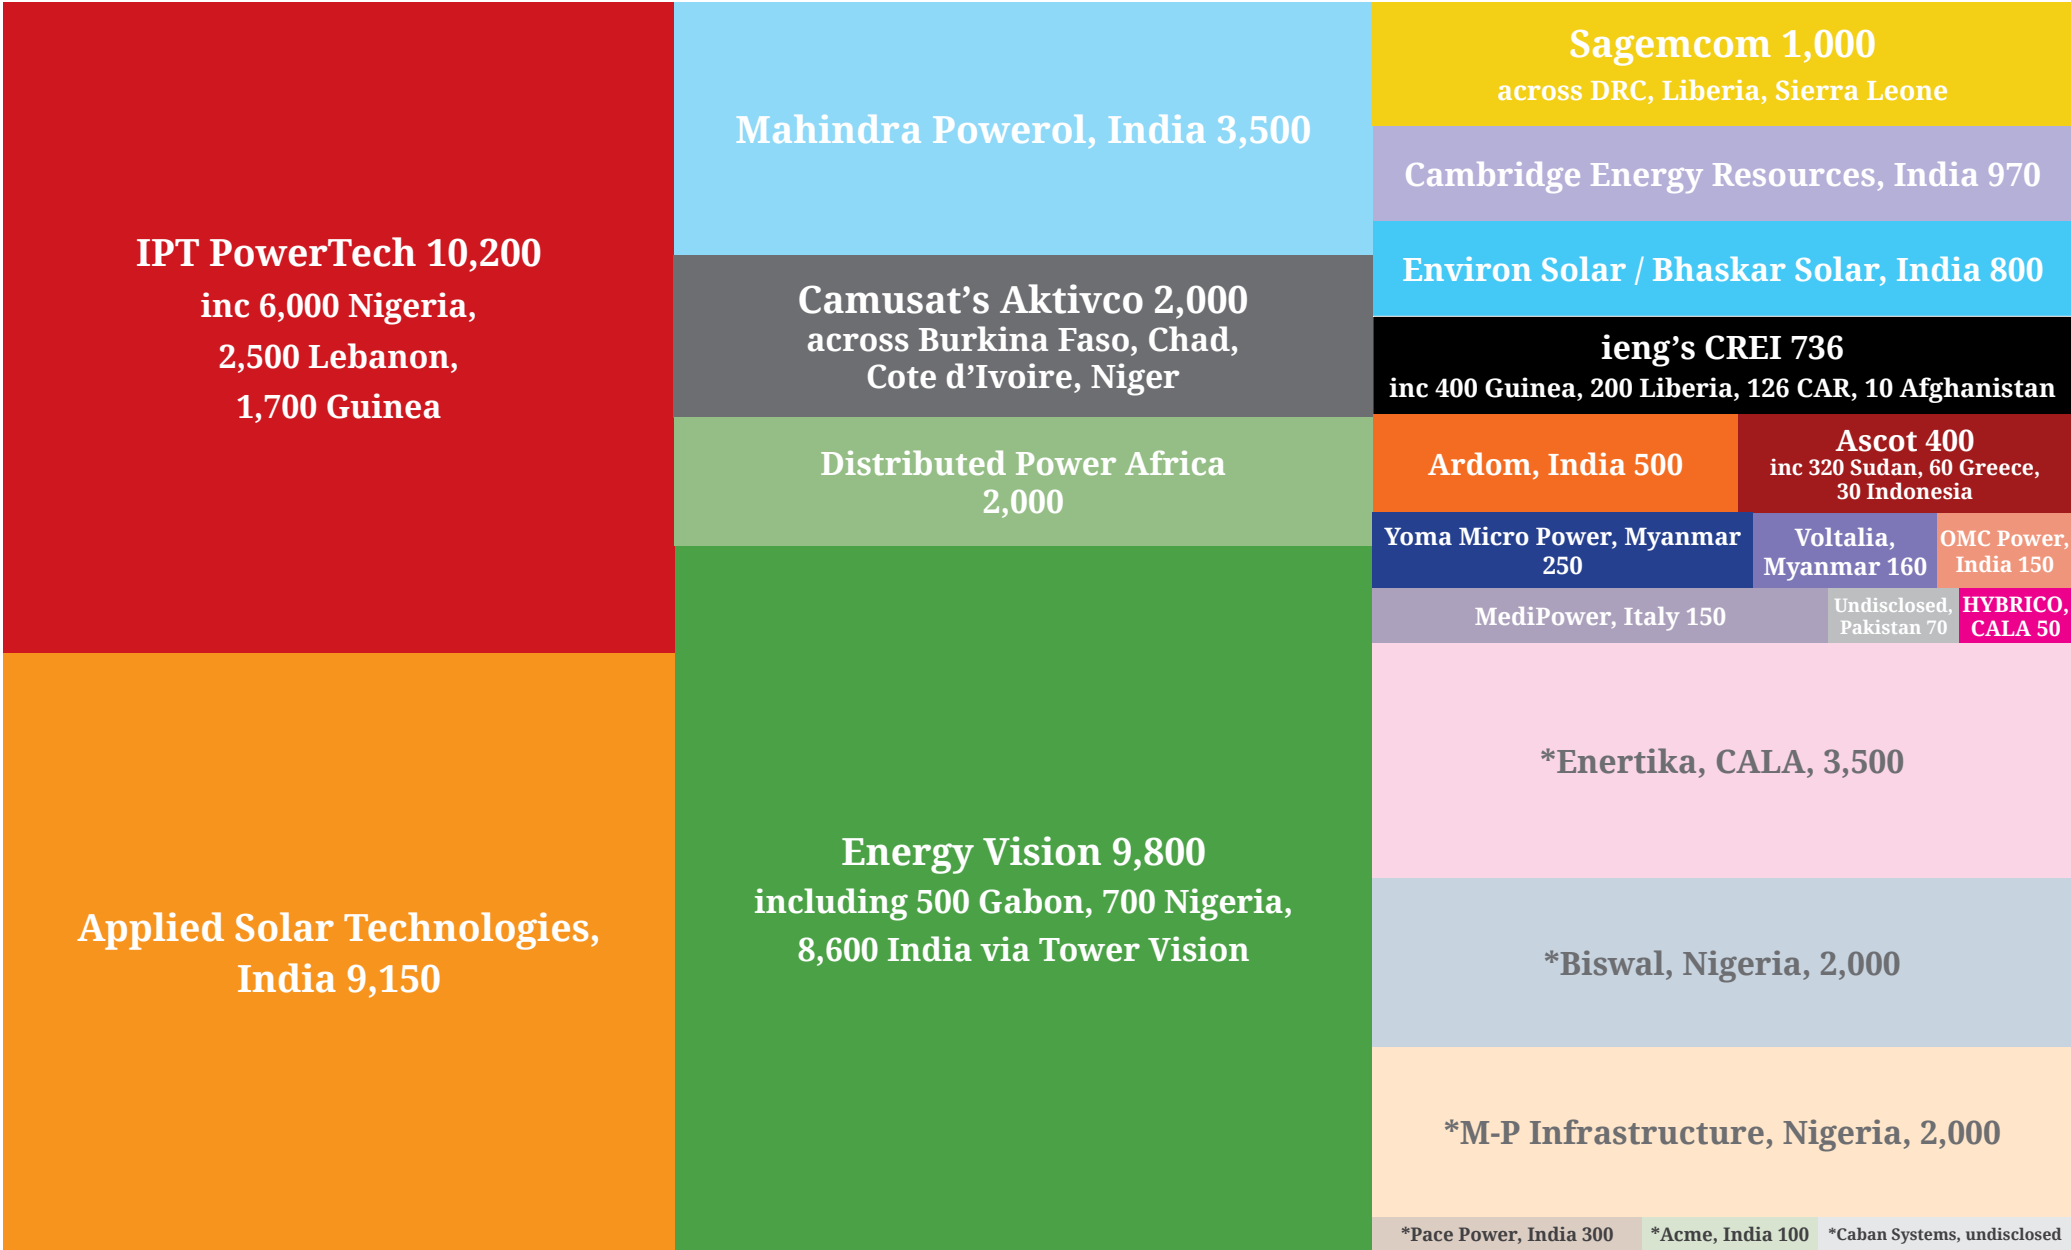 IPT PowerTech 10,200
inc 6,000 Nigeria,
2,500 Lebanon,
1,700 Guinea
Applied Solar Technologies,
India 9,150
Mahindra Powerol, India 3,500
Camusat’s Aktivco 2,000
across Burkina Faso, Chad,
Cote d’Ivoire, Niger
Distributed Power Africa
2,000
Energy Vision 9,800
including 500 Gabon, 700 Nigeria,
8,600 India via Tower Vision
Sagemcom 1,000
across DRC, Liberia, Sierra Leone
Cambridge Energy Resources, India 970
Environ Solar / Bhaskar Solar, India 800
ieng’s CREI 736
inc 400 Guinea, 200 Liberia, 126 CAR, 10 Afghanistan
Ardom, India 500
Ascot 400
inc 320 Sudan, 60 Greece,
30 Indonesia
Yoma Micro Power, Myanmar
250
Voltalia,
Myanmar 160
OMC Power,
India 150
MediPower, Italy 150
Undisclosed,
Pakistan 70
HYBRICO,
CALA 50
*Enertika, CALA, 3,500
*Biswal, Nigeria, 2,000
*M-P Infrastructure, Nigeria, 2,000
*Pace Power, India 300
*Acme, India 100
*Caban Systems, undisclosed